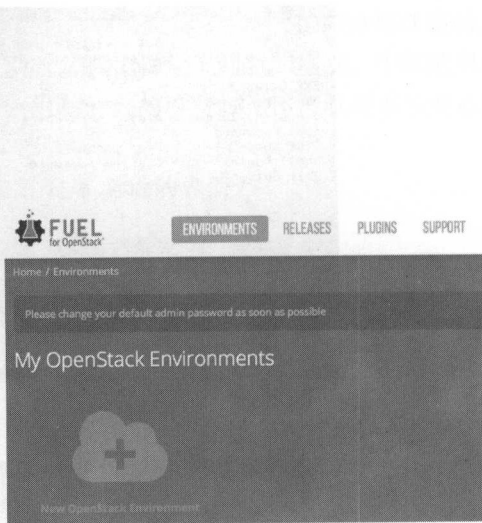 FUEL
for OpenStack
ENVIRONMENTS RELEASES PLUGINS SUPPORT
Home / Environments
Please change your default admin password as soon as possible
My OpenStack Environments
New OpenStack Environment